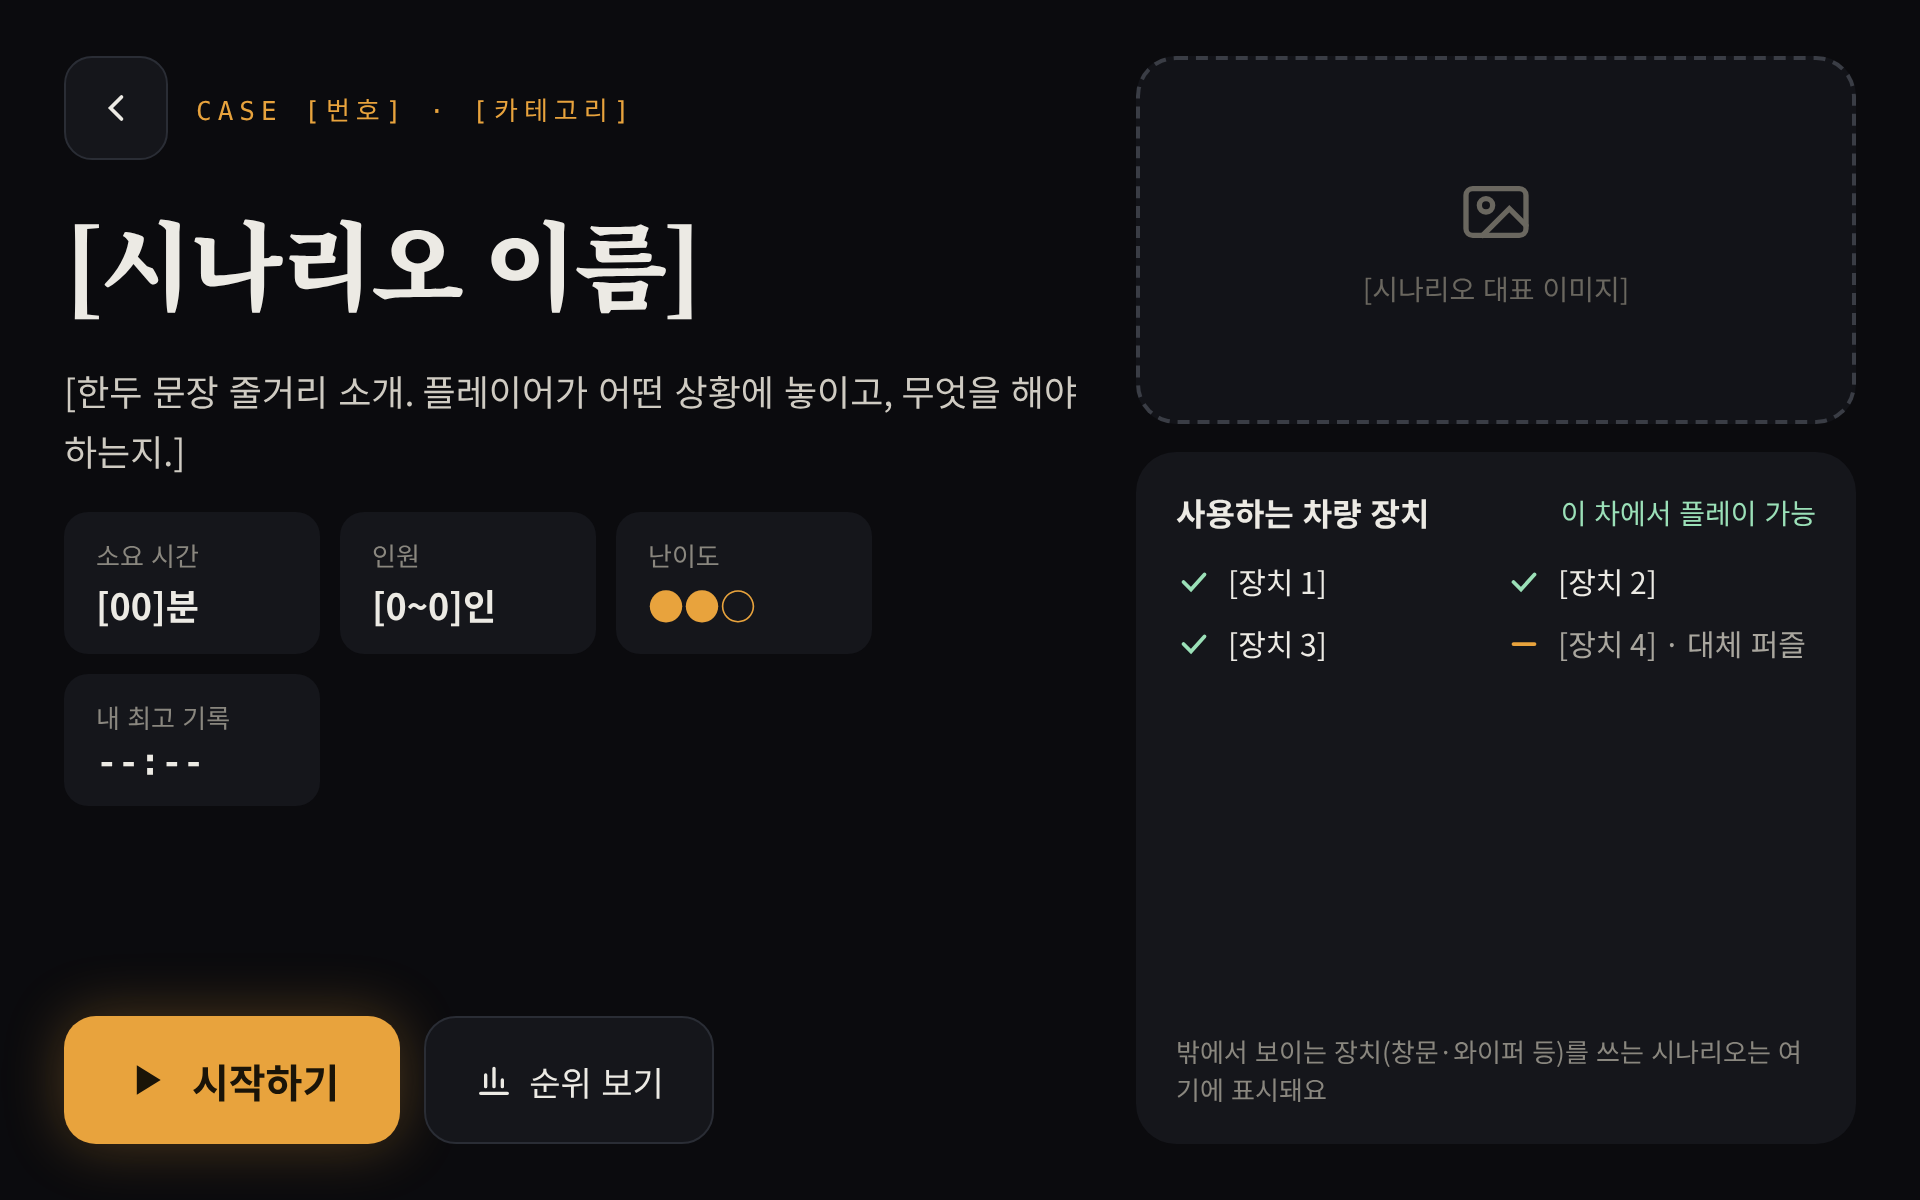 CASE [번호] · [카테고리]
[시나리오 이름]
[한두 문장 줄거리 소개. 플레이어가 어떤 상황에 놓이고, 무엇을 해야
하는지.]
소요 시간
[00]분
인원
[0~0]인
난이도
●●○
내 최고 기록
--:--
시작하기
순위 보기
[시나리오 대표 이미지]
사용하는 차량 장치
이 차에서 플레이 가능
[장치 1]
[장치 2]
[장치 3]
[장치 4] · 대체 퍼즐
밖에서 보이는 장치(창문·와이퍼 등)를 쓰는 시나리오는 여
기에 표시돼요